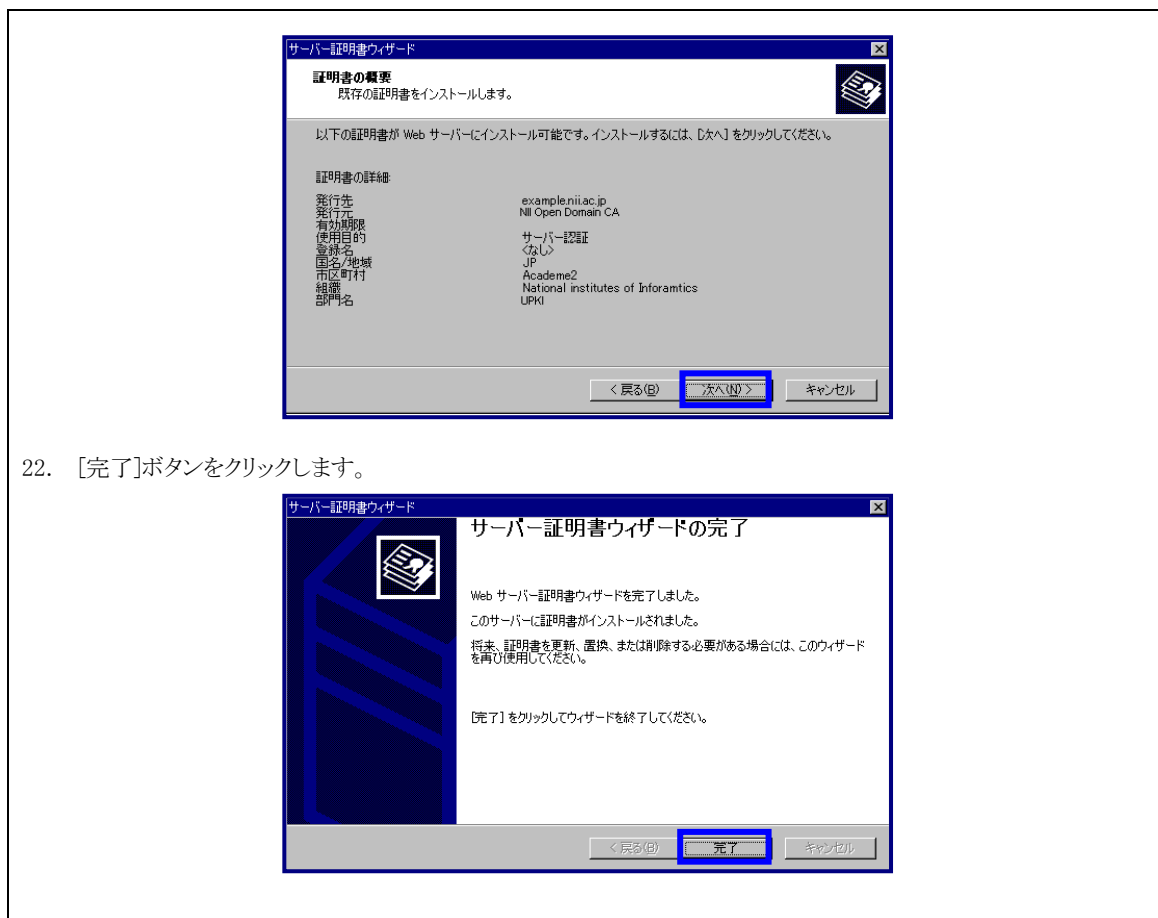 サーバー証明書ウィザード
証明書の概要
既存の証明書をインストールします。
以下の証明書が Web サーバーにインストール可能です。インストールするには、[次へ] をクリックしてください。
証明書の詳細:
発行先 example.nii.ac.jp
発行元 NII Open Domain CA
有効期限
使用目的 サーバー認証
登録名 <なし>
国名/地域 JP
市区町村 Academe2
組織 National institutes of Inforamtics
部門名 UPKI
< 戻る(B) 次へ(N) > キャンセル
22. [完了]ボタンをクリックします。
サーバー証明書ウィザード
サーバー証明書ウィザードの完了
Web サーバー証明書ウィザードを完了しました。
このサーバーに証明書がインストールされました。
将来、証明書を更新、置換、または削除する必要がある場合には、このウィザード
を再び使用してください。
[完了] をクリックしてウィザードを終了してください。
< 戻る(B) 完了 キャンセル